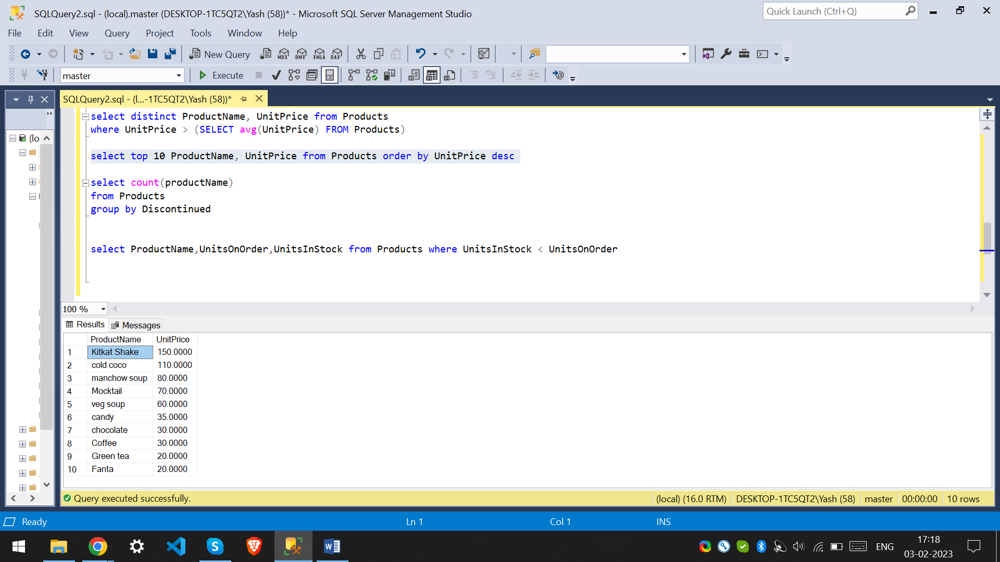 SQLQuery2.sql - (local).master (DESKTOP-1TC5QT2\Yash (58))* - Microsoft SQL Server Management Studio
Quick Launch (Ctrl+Q)
File Edit View Query Project Tools Window Help
New Query MDX DMX XMLA DAX
master Execute
SQLQuery2.sql - (l...-1TC5QT2\Yash (58))*
(lo
select distinct ProductName, UnitPrice from Products
where UnitPrice > (SELECT avg(UnitPrice) FROM Products)
select top 10 ProductName, UnitPrice from Products order by UnitPrice desc
select count(productName)
from Products
group by Discontinued
select ProductName,UnitsOnOrder,UnitsInStock from Products where UnitsInStock < UnitsOnOrder
100 %
Results Messages
ProductName UnitPrice
1 Kitkat Shake 150.0000
2 cold coco 110.0000
3 manchow soup 80.0000
4 Mocktail 70.0000
5 veg soup 60.0000
6 candy 35.0000
7 chocolate 30.0000
8 Coffee 30.0000
9 Green tea 20.0000
10 Fanta 20.0000
Query executed successfully. (local) (16.0 RTM) DESKTOP-1TC5QT2\Yash (58) master 00:00:00 10 rows
Ready Ln 1 Col 1 INS
ENG 17:18
03-02-2023